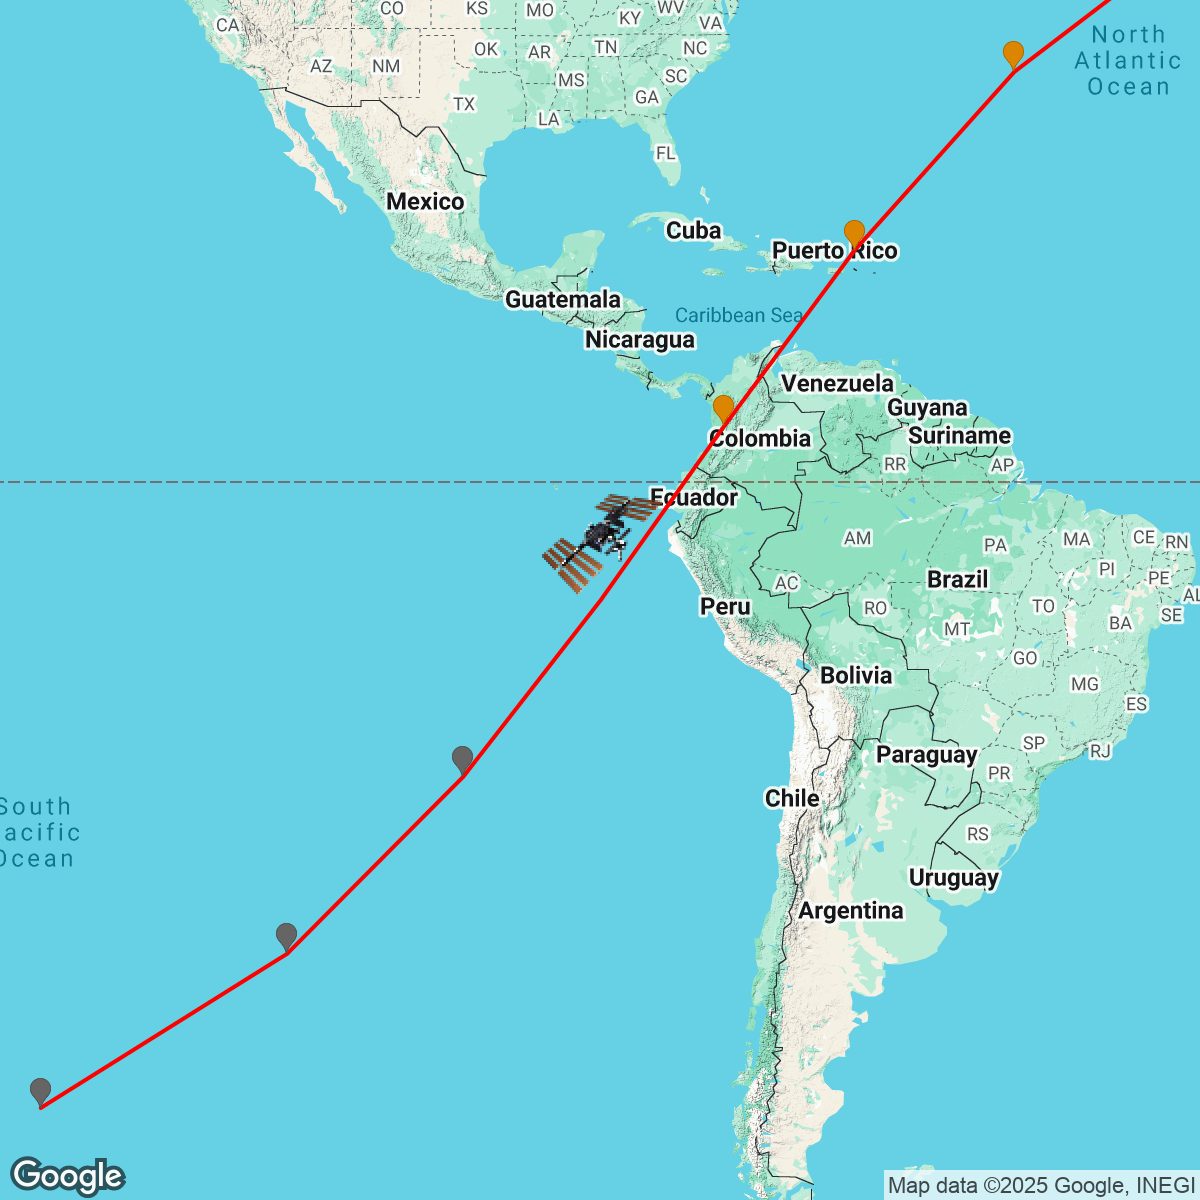 CO
KS
MO
KY
WV
VA
CA
OK
AR
TN
NC
AZ
NM
MS
SC
GA
TX
LA
FL
North
Atlantic
Ocean
Mexico
Cuba
Puerto Rico
Guatemala
Caribbean Sea
Nicaragua
Venezuela
Guyana
Colombia
Suriname
RR
AP
Ecuador
AM
PA
MA
CE
RN
PI
PE
AC
Brazil
AL
Peru
RO
TO
SE
MT
BA
GO
Bolivia
MG
ES
SP
RJ
Paraguay
PR
Chile
South
acific
Ocean
RS
Uruguay
Argentina
Google
Map data ©2025 Google, INEGI